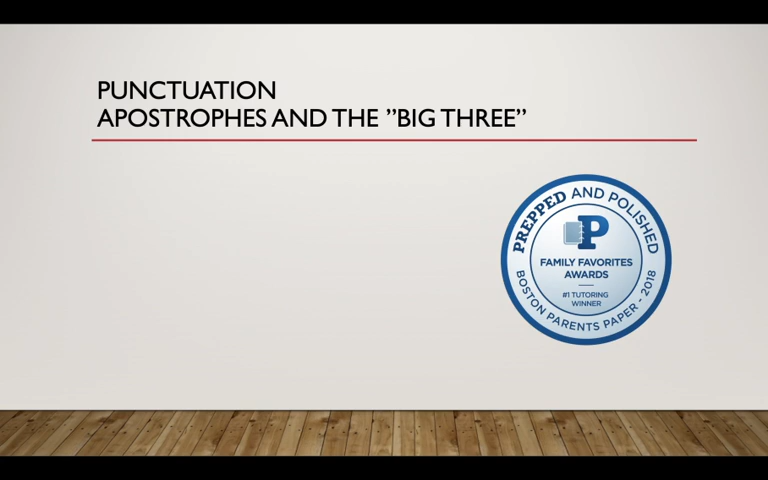 PUNCTUATION
APOSTROPHES AND THE ”BIG THREE”
PREPPED AND POLISHED
P
FAMILY FAVORITES
AWARDS
#1 TUTORING
WINNER
BOSTON PARENTS PAPER - 2018